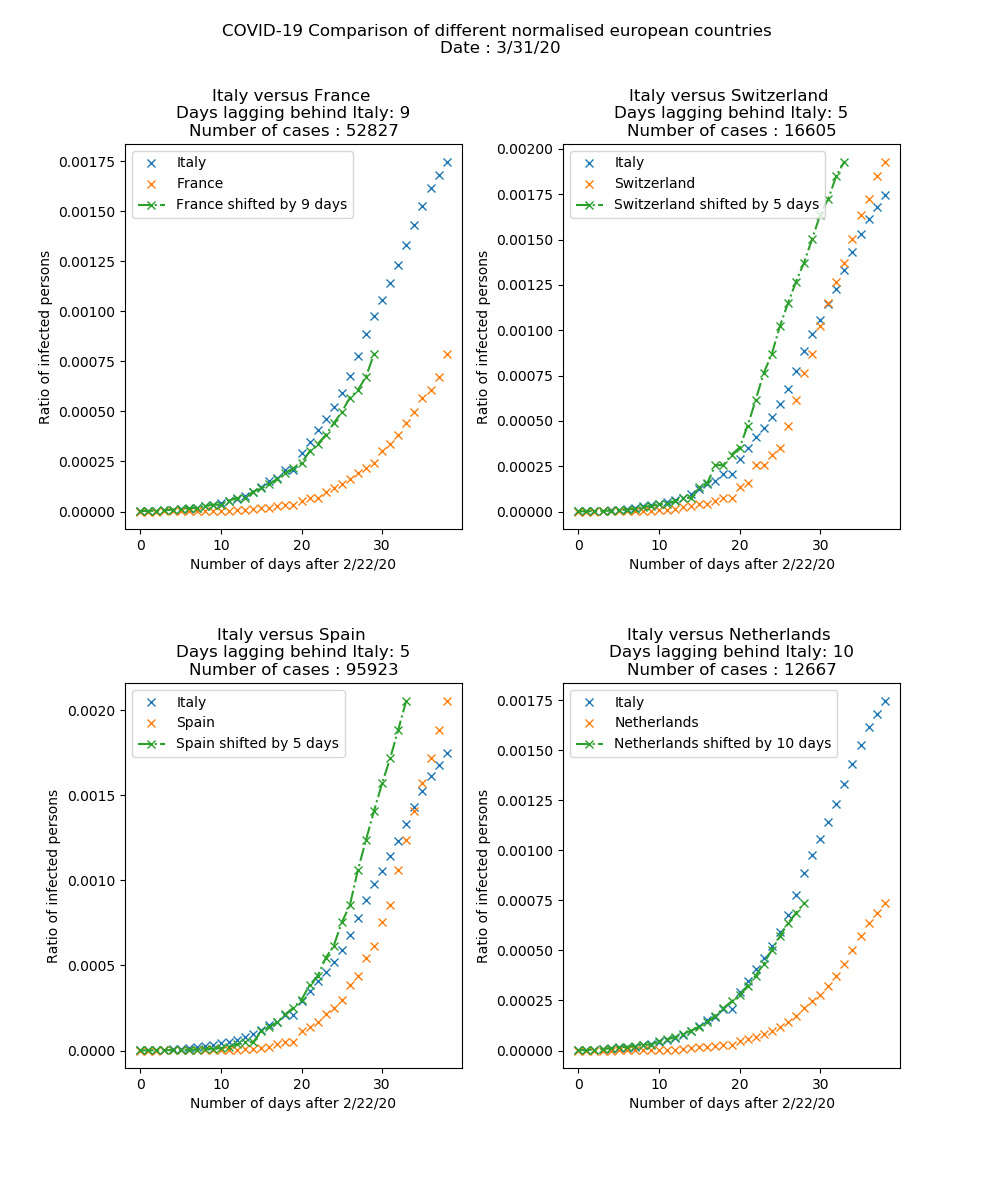 COVID-19 Comparison of different normalised european countries
Date : 3/31/20
Italy versus France
Days lagging behind Italy: 9
Number of cases : 52827
Italy
France
France shifted by 9 days
0.00175
0.00150
0.00125
0.00100
0.00075
0.00050
0.00025
0.00000
Ratio of infected persons
0
10
20
30
Number of days after 2/22/20
Italy versus Switzerland
Days lagging behind Italy: 5
Number of cases : 16605
Italy
Switzerland
Switzerland shifted by 5 days
0.00200
0.00175
0.00150
0.00125
0.00100
0.00075
0.00050
0.00025
0.00000
Ratio of infected persons
0
10
20
30
Number of days after 2/22/20
Italy versus Spain
Days lagging behind Italy: 5
Number of cases : 95923
Italy
Spain
Spain shifted by 5 days
0.0020
0.0015
0.0010
0.0005
0.0000
Ratio of infected persons
0
10
20
30
Number of days after 2/22/20
Italy versus Netherlands
Days lagging behind Italy: 10
Number of cases : 12667
Italy
Netherlands
Netherlands shifted by 10 days
0.00175
0.00150
0.00125
0.00100
0.00075
0.00050
0.00025
0.00000
Ratio of infected persons
0
10
20
30
Number of days after 2/22/20